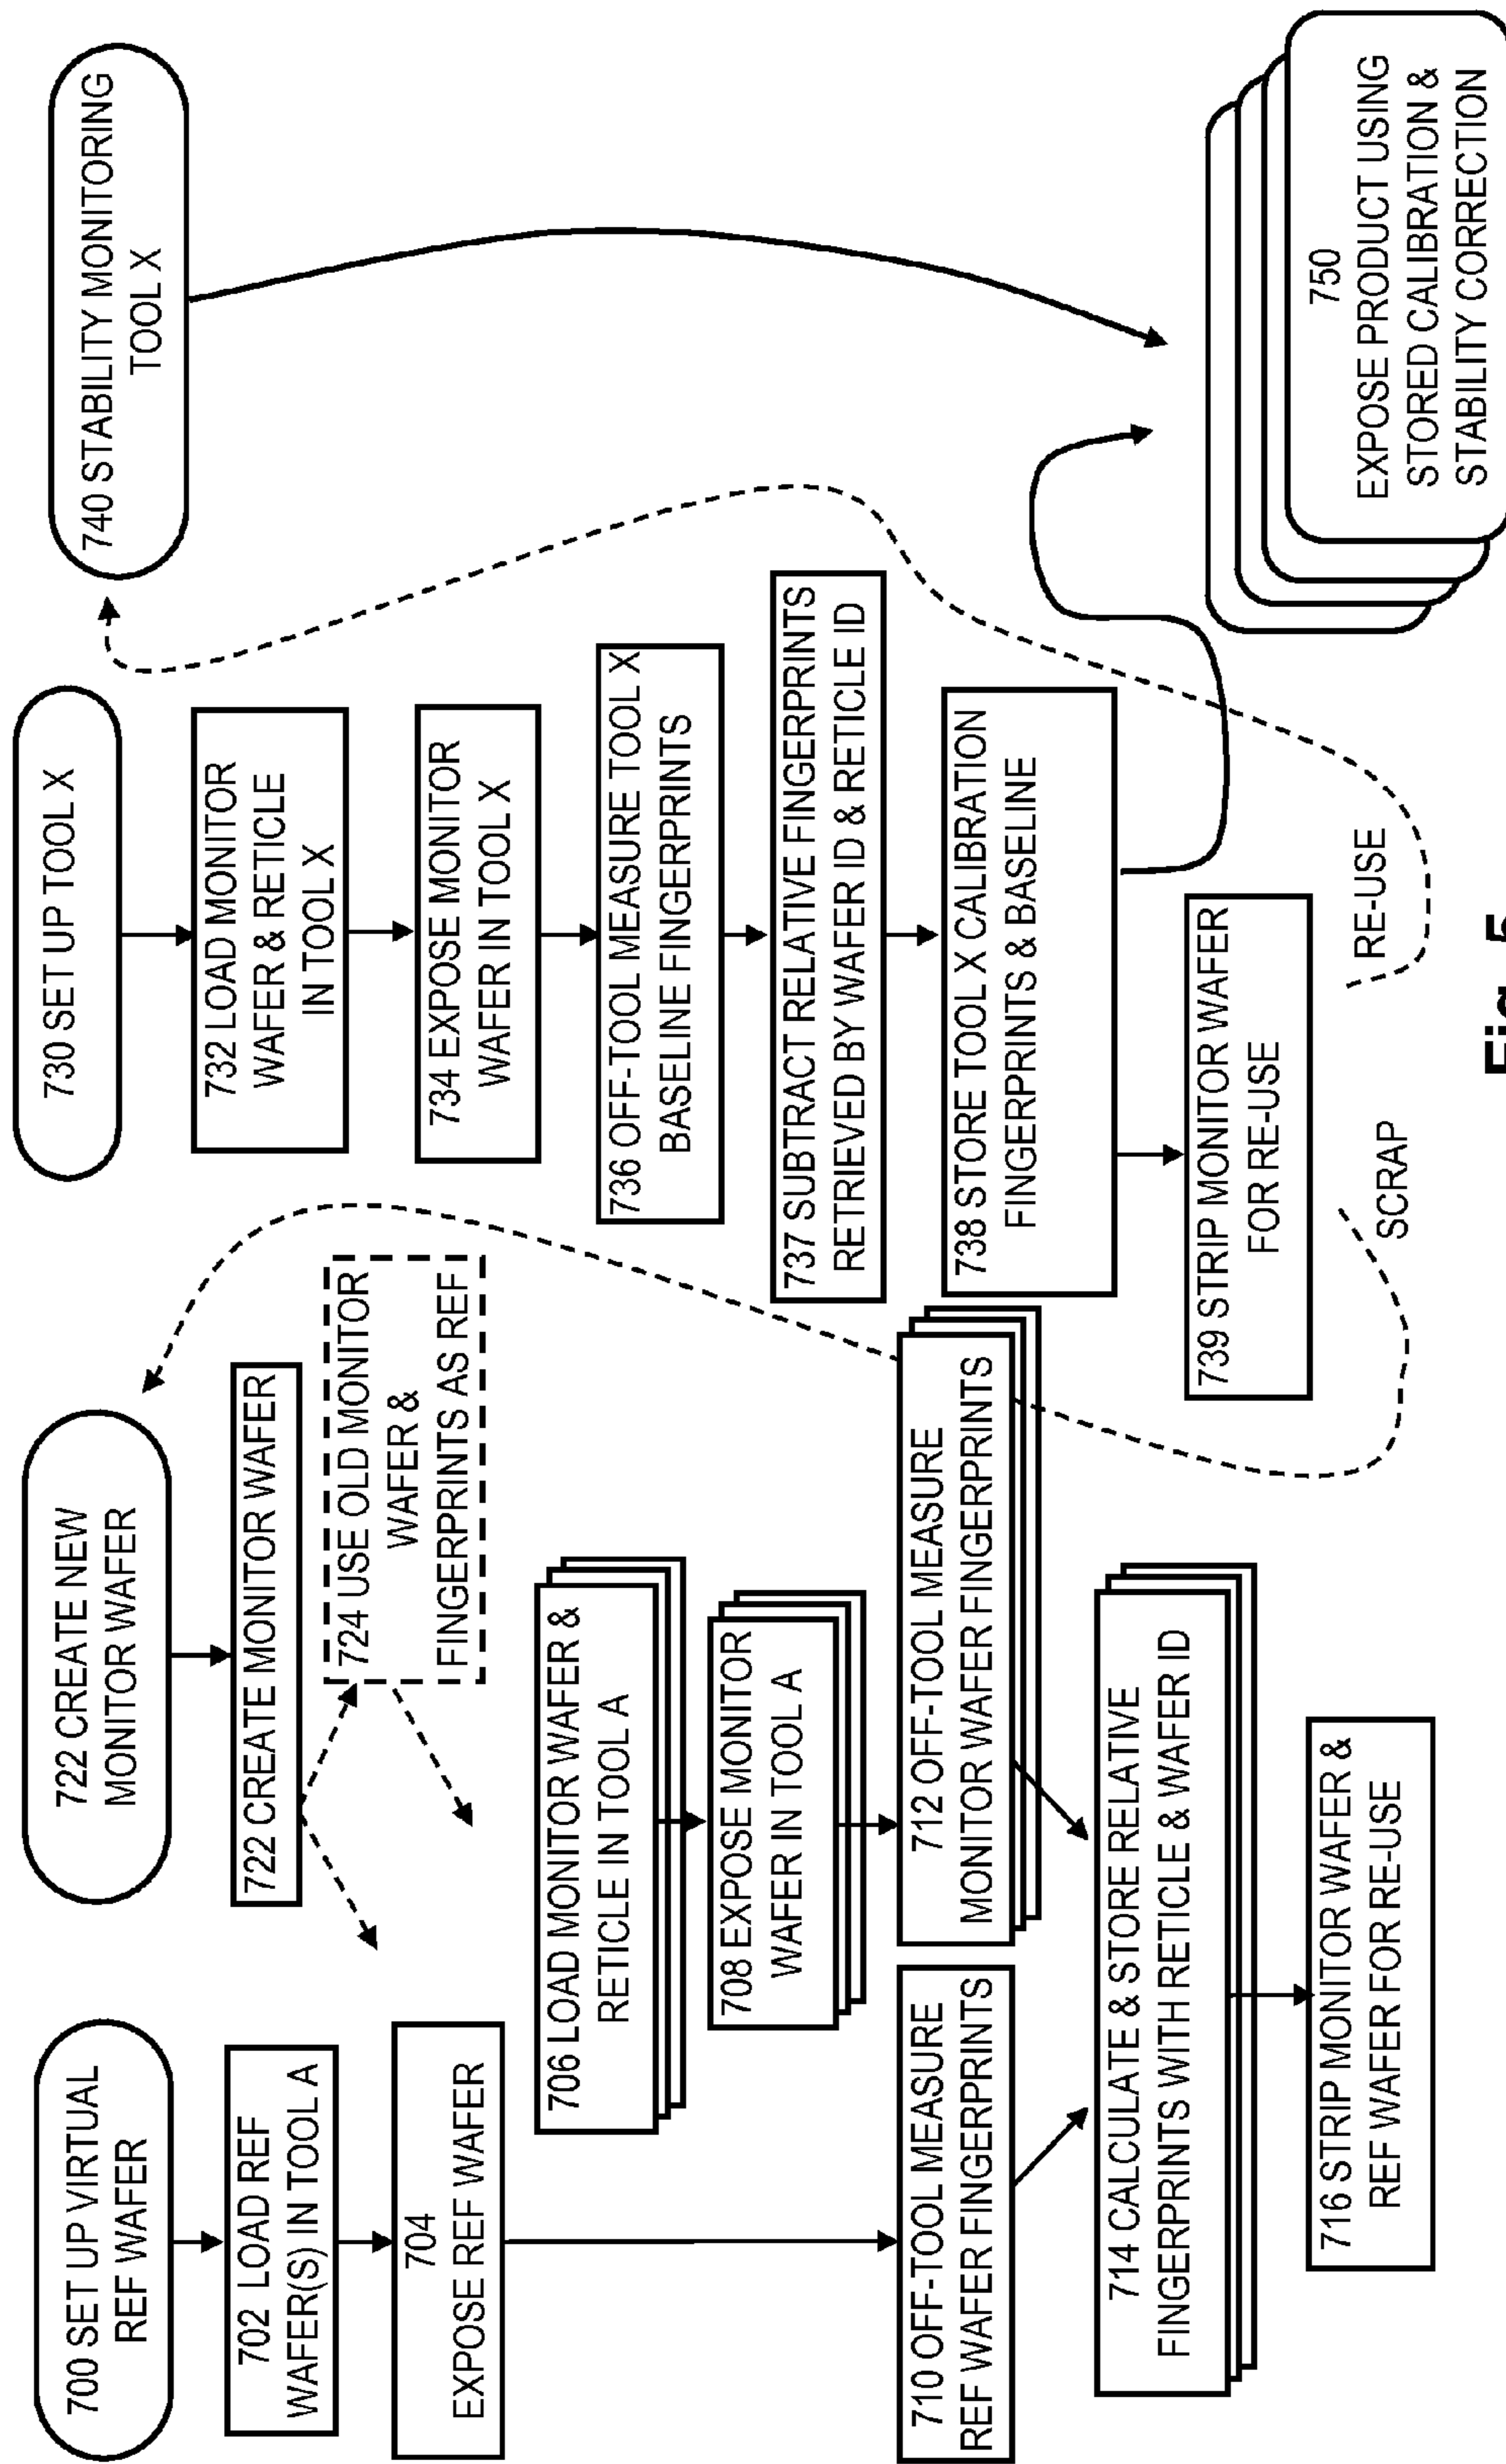 700 SET UP VIRTUAL
REF WAFER
702 LOAD REF
WAFER(S) IN TOOL A
704
EXPOSE REF WAFER
706 LOAD MONITOR WAFER &
RETICLE IN TOOL A
708 EXPOSE MONITOR
WAFER IN TOOL A
710 OFF-TOOL MEASURE
REF WAFER FINGERPRINTS
712 OFF-TOOL MEASURE
MONITOR WAFER FINGERPRINTS
714 CALCULATE & STORE RELATIVE
FINGERPRINTS WITH RETICLE & WAFER ID
716 STRIP MONITOR WAFER &
REF WAFER FOR RE-USE
722 CREATE NEW
MONITOR WAFER
722 CREATE MONITOR WAFER
724 USE OLD MONITOR
WAFER &
FINGERPRINTS AS REF
730 SET UP TOOL X
732 LOAD MONITOR
WAFER & RETICLE
IN TOOL X
734 EXPOSE MONITOR
WAFER IN TOOL X
736 OFF-TOOL MEASURE TOOL X
BASELINE FINGERPRINTS
737 SUBTRACT RELATIVE FINGERPRINTS
RETRIEVED BY WAFER ID & RETICLE ID
738 STORE TOOL X CALIBRATION
FINGERPRINTS & BASELINE
739 STRIP MONITOR WAFER
FOR RE-USE
SCRAP
RE-USE
740 STABILITY MONITORING
TOOL X
750
EXPOSE PRODUCT USING
STORED CALIBRATION &
STABILITY CORRECTION
Fig. 5